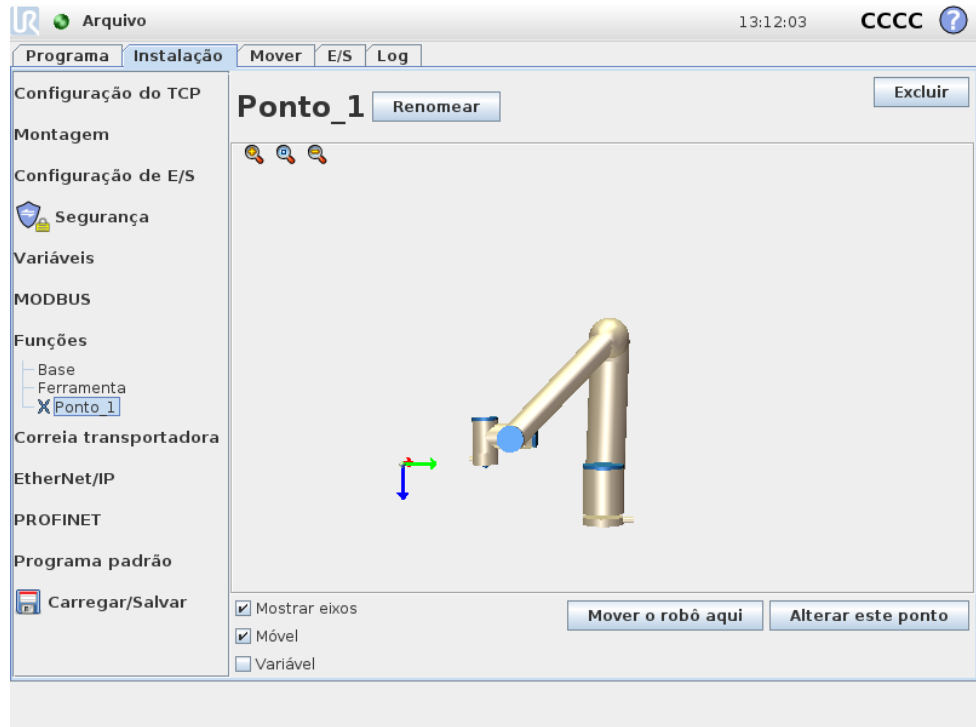 UR Arquivo 13:12:03 CCCC ?
Programa Instalação Mover E/S Log
Configuração do TCP
Montagem
Configuração de E/S
Segurança
Variáveis
MODBUS
Funções
Base
Ferramenta
Ponto_1
Correia transportadora
EtherNet/IP
PROFINET
Programa padrão
Carregar/Salvar
Ponto_1 Renomear Excluir
Mostrar eixos
Móvel
Variável
Mover o robô aqui Alterar este ponto